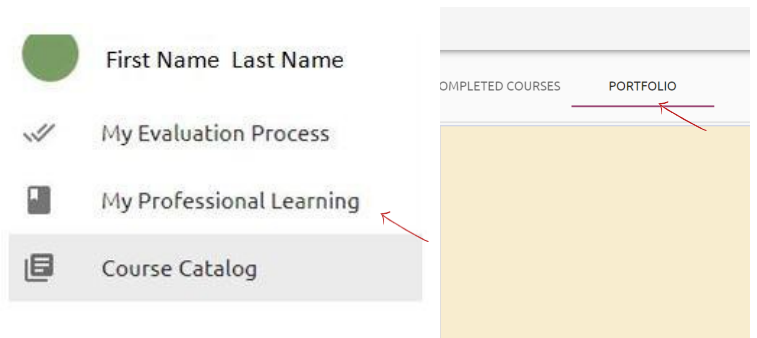 First Name Last Name
My Evaluation Process
My Professional Learning
Course Catalog
OMPLETED COURSES
PORTFOLIO